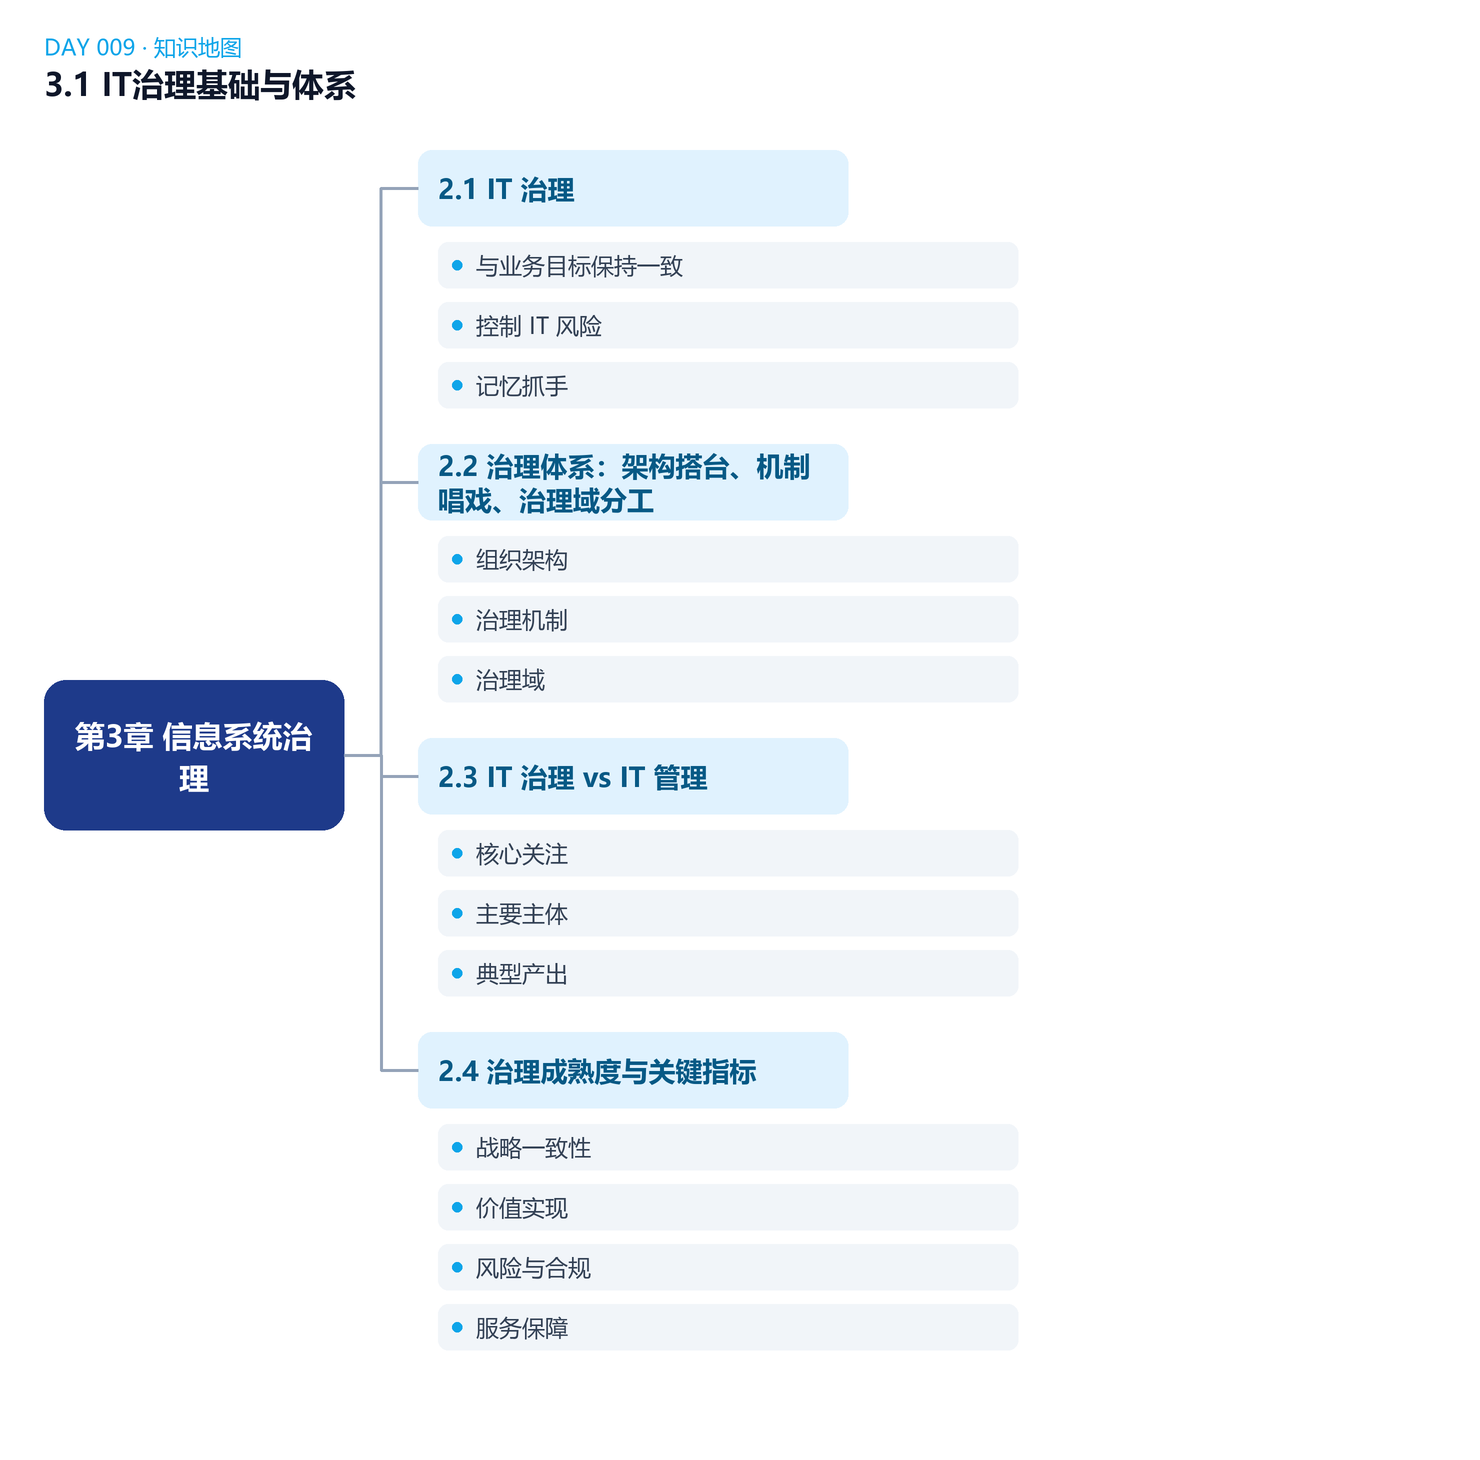 DAY 009 · 知识地图
3.1 IT治理基础与体系
2.1 IT 治理
与业务目标保持一致
控制 IT 风险
记忆抓手
2.2 治理体系：架构搭台、机制
唱戏、治理域分工
组织架构
治理机制
治理域
第3章 信息系统治
理
2.3 IT 治理 vs IT 管理
核心关注
主要主体
典型产出
2.4 治理成熟度与关键指标
战略一致性
价值实现
风险与合规
服务保障